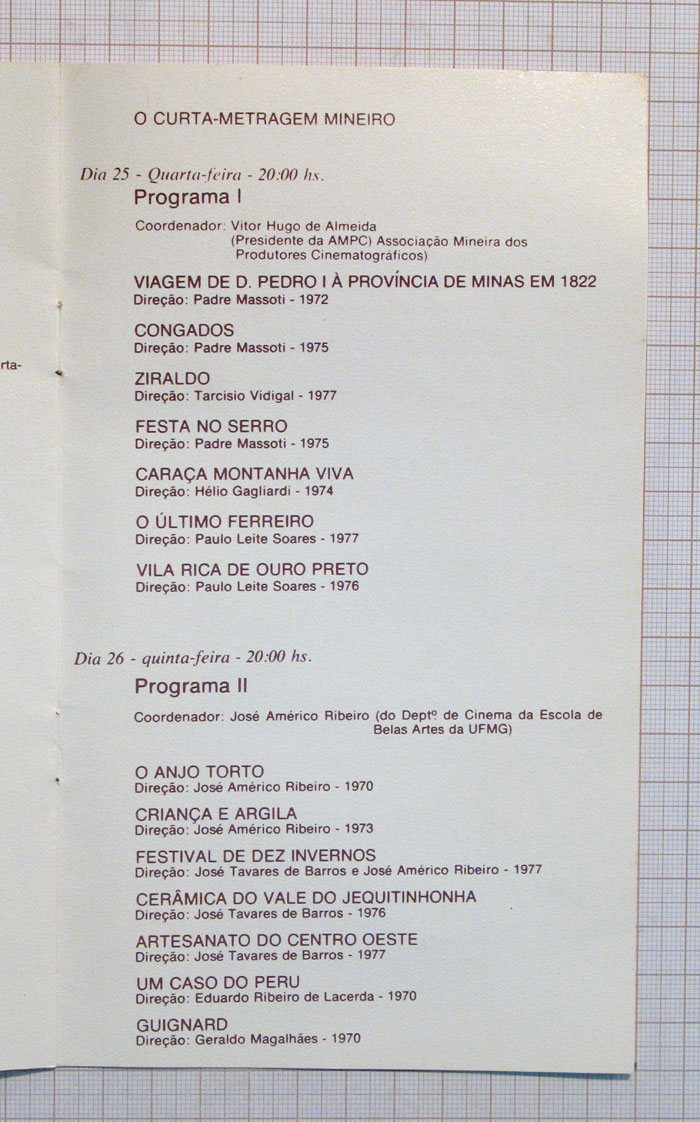 O CURTA-METRAGEM MINEIRO
Dia 25 - Quarta-feira - 20:00 hs.
Programa I
Coordenador: Vitor Hugo de Almeida
(Presidente da AMPC) Associação Mineira dos
Produtores Cinematográficos)
VIAGEM DE D. PEDRO I À PROVÍNCIA DE MINAS EM 1822
Direção: Padre Massoti - 1972
CONGADOS
Direção: Padre Massoti - 1975
ZIRALDO
Direção: Tarcisio Vidigal - 1977
FESTA NO SERRO
Direção: Padre Massoti - 1975
CARAÇA MONTANHA VIVA
Direção: Hélio Gagliardi - 1974
O ÚLTIMO FERREIRO
Direção: Paulo Leite Soares - 1977
VILA RICA DE OURO PRETO
Direção: Paulo Leite Soares - 1976
Dia 26 - quinta-feira - 20:00 hs.
Programa II
Coordenador: José Américo Ribeiro (do Deptº de Cinema da Escola de
Belas Artes da UFMG)
O ANJO TORTO
Direção: José Américo Ribeiro - 1970
CRIANÇA E ARGILA
Direção: José Américo Ribeiro - 1973
FESTIVAL DE DEZ INVERNOS
Direção: José Tavares de Barros e José Américo Ribeiro - 1977
CERÂMICA DO VALE DO JEQUITINHONHA
Direção: José Tavares de Barros - 1976
ARTESANATO DO CENTRO OESTE
Direção: José Tavares de Barros - 1977
UM CASO DO PERU
Direção: Eduardo Ribeiro de Lacerda - 1970
GUIGNARD
Direção: Geraldo Magalhães - 1970
rta-